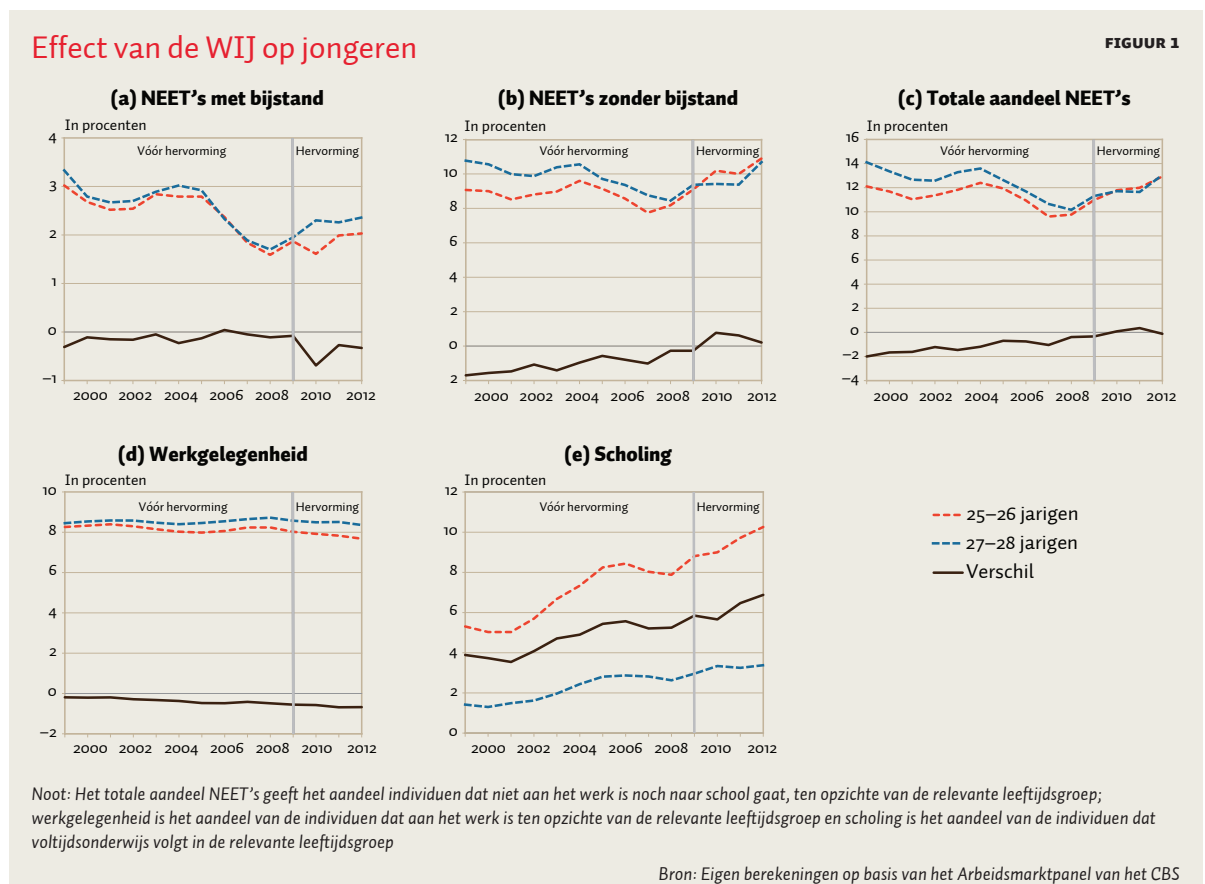 Effect van de WIJ op jongeren
FIGUUR 1
(a) NEET’s met bijstand
In procenten
Vóór hervorming
Hervorming
4
3
2
1
0
−1
2000 2002 2004 2006 2008 2010 2012
(b) NEET’s zonder bijstand
In procenten
Vóór hervorming
Hervorming
12
10
8
6
4
2
0
2
2000 2002 2004 2006 2008 2010 2012
(c) Totale aandeel NEET’s
In procenten
Vóór hervorming
Hervorming
16
14
12
10
8
6
4
2
0
−2
−4
2000 2002 2004 2006 2008 2010 2012
(d) Werkgelegenheid
In procenten
Vóór hervorming
Hervorming
10
8
6
4
2
0
−2
2000 2002 2004 2006 2008 2010 2012
(e) Scholing
In procenten
Vóór hervorming
Hervorming
12
10
8
6
4
2
0
2000 2002 2004 2006 2008 2010 2012
25–26 jarigen
27–28 jarigen
Verschil
Noot: Het totale aandeel NEET’s geeft het aandeel individuen dat niet aan het werk is noch naar school gaat, ten opzichte van de relevante leeftijdsgroep;
werkgelegenheid is het aandeel van de individuen dat aan het werk is ten opzichte van de relevante leeftijdsgroep en scholing is het aandeel van de individuen dat
voltijdsonderwijs volgt in de relevante leeftijdsgroep
Bron: Eigen berekeningen op basis van het Arbeidsmarktpanel van het CBS